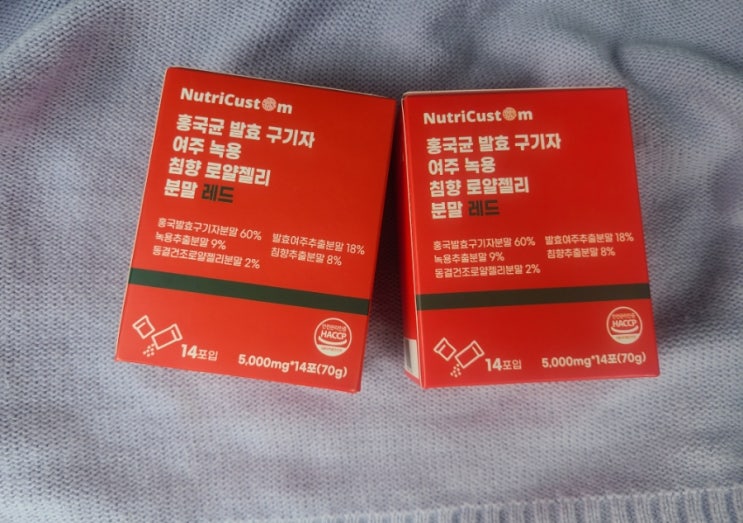 NutriCustom
홍국균 발효 구기자
여주 녹용
침향 로얄젤리
분말 레드
홍국발효구기자분말 60% 발효여주추출분말 18%
녹용추출분말 9% 침향추출분말 8%
동결건조로얄젤리분말 2%
HACCP
14포입
5,000mg*14포(70g)
NutriCustom
홍국균 발효 구기자
여주 녹용
침향 로얄젤리
분말 레드
홍국발효구기자분말 60% 발효여주추출분말 18%
녹용추출분말 9% 침향추출분말 8%
동결건조로얄젤리분말 2%
HACCP
14포입
5,000mg*14포(70g)